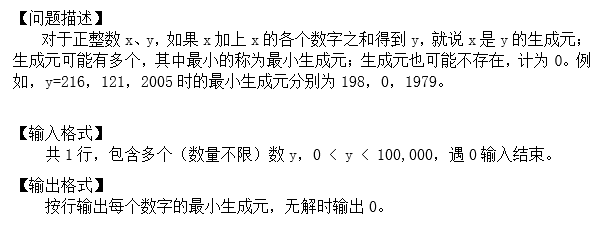 【问题描述】
对于正整数 x、y，如果 x 加上 x 的各个数字之和得到 y，就说 x 是 y 的生成元；
生成元可能有多个，其中最小的称为最小生成元；生成元也可能不存在，计为 0。例
如，y=216，121，2005 时的最小生成元分别为 198，0，1979。
【输入格式】
共 1 行，包含多个（数量不限）数 y，0 < y < 100,000，遇 0 输入结束。
【输出格式】
按行输出每个数字的最小生成元，无解时输出 0。